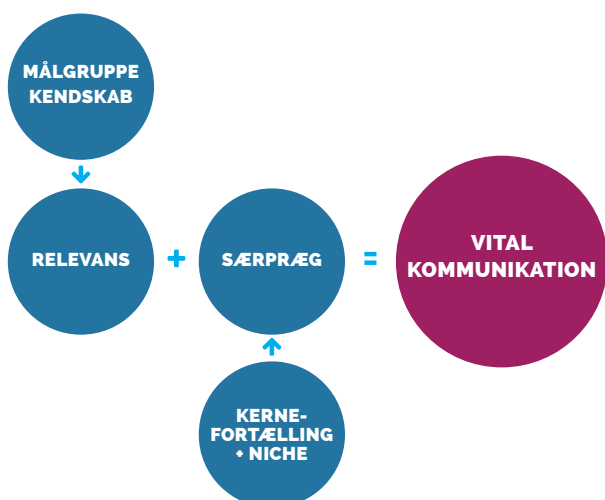 MÅLGRUPPE
KENDSKAB
RELEVANS + SÆRPRÆG =
VITAL
KOMMUNIKATION
KERNE-
FORTÆLLING
+ NICHE